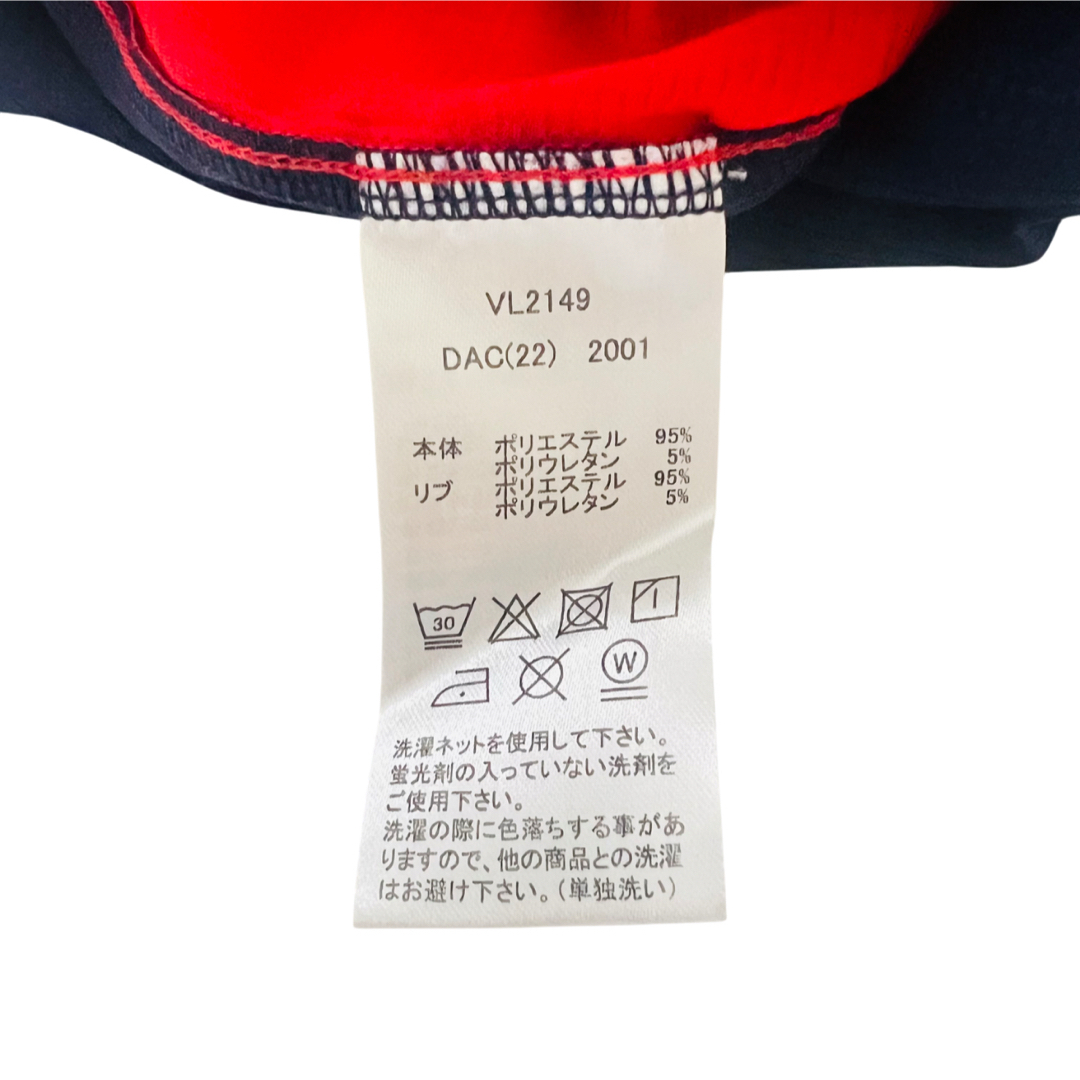 VL2149
DAC(22) 2001
本体 ポリエステル 95%
ポリウレタン 5%
リブ ポリエステル 95%
ポリウレタン 5%
30
W
洗濯ネットを使用して下さい。
蛍光剤の入っていない洗剤を
ご使用下さい。
洗濯の際に色落ちする事があ
りますので、他の商品との洗濯
はお避け下さい。(単独洗い)